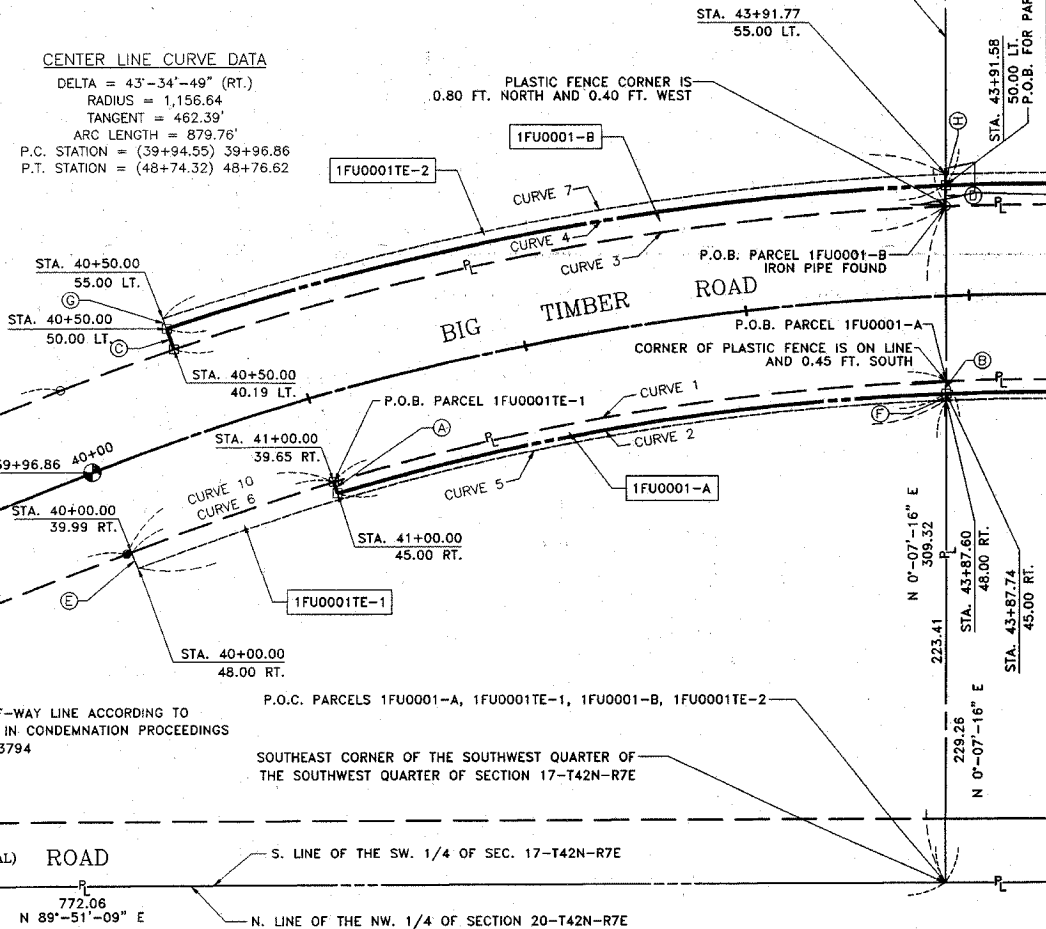 STA. 43+91.77
55.00 LT.
STA. 43+91.58
50.00 LT.
P.O.B. FOR PAR
CENTER LINE CURVE DATA
DELTA = 43°-34'-49" (RT.)
RADIUS = 1,156.64
TANGENT = 462.39'
ARC LENGTH = 879.76'
P.C. STATION = (39+94.55) 39+96.86
P.T. STATION = (48+74.32) 48+76.62
PLASTIC FENCE CORNER IS
0.80 FT. NORTH AND 0.40 FT. WEST
1FU0001-B
1FU0001TE-2
H
D
CURVE 7
CURVE 4
CURVE 3
PL
PL
P.O.B. PARCEL 1FU0001-B
IRON PIPE FOUND
STA. 40+50.00
55.00 LT.
G
STA. 40+50.00
50.00 LT.
C
STA. 40+50.00
40.19 LT.
BIG TIMBER ROAD
P.O.B. PARCEL 1FU0001-A
CORNER OF PLASTIC FENCE IS ON LINE
AND 0.45 FT. SOUTH
B
PL
F
CURVE 1
P.O.B. PARCEL 1FU0001TE-1
A
STA. 41+00.00
39.65 RT.
PL
CURVE 2
39+96.86
40+00
CURVE 10
CURVE 6
CURVE 5
1FU0001-A
STA. 40+00.00
39.99 RT.
STA. 41+00.00
45.00 RT.
E
1FU0001TE-1
STA. 40+00.00
48.00 RT.
N 0°-07'-16" E
309.32
PL
STA. 43+87.60
48.00 RT.
STA. 43+87.74
45.00 RT.
223.41
229.26
N 0°-07'-16" E
P.O.C. PARCELS 1FU0001-A, 1FU0001TE-1, 1FU0001-B, 1FU0001TE-2
F-WAY LINE ACCORDING TO
IN CONDEMNATION PROCEEDINGS
3794
SOUTHEAST CORNER OF THE SOUTHWEST QUARTER OF
THE SOUTHWEST QUARTER OF SECTION 17-T42N-R7E
AL) ROAD
S. LINE OF THE SW. 1/4 OF SEC. 17-T42N-R7E
PL
PL
772.06
N 89°-51'-09" E
N. LINE OF THE NW. 1/4 OF SECTION 20-T42N-R7E